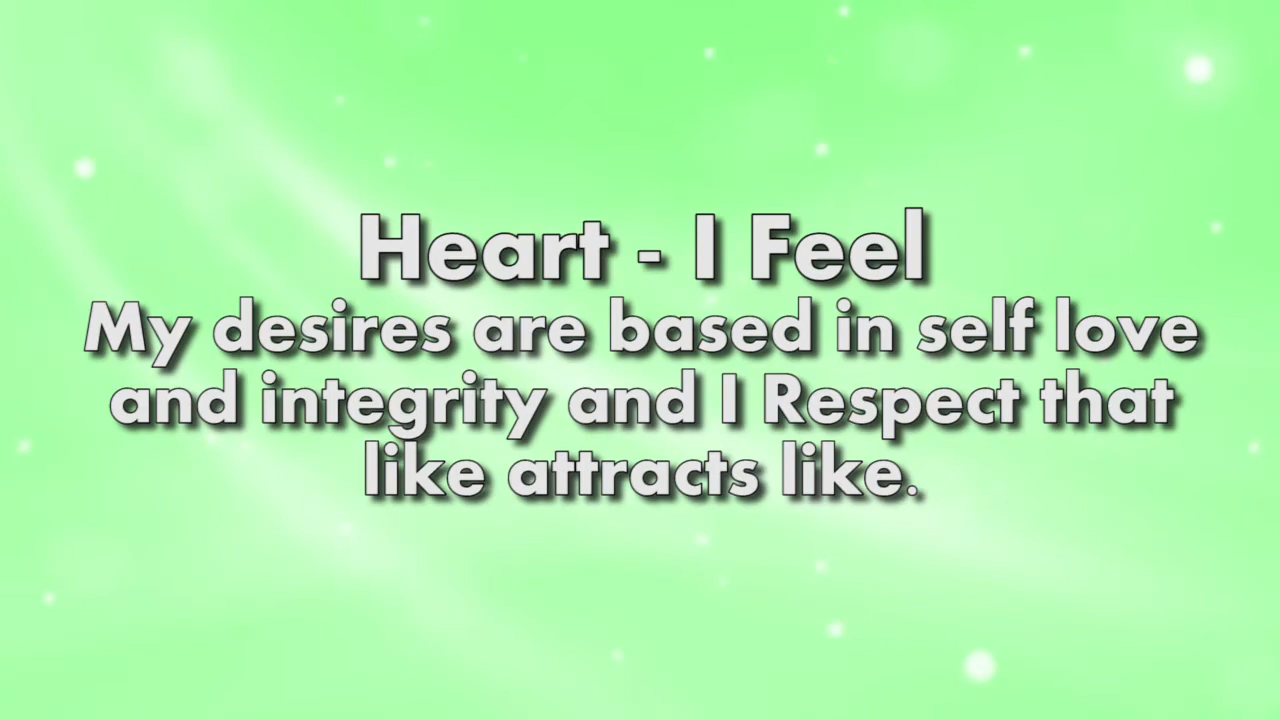 Heart - I Feel
My desires are based in self love
and integrity and I Respect that
like attracts like.